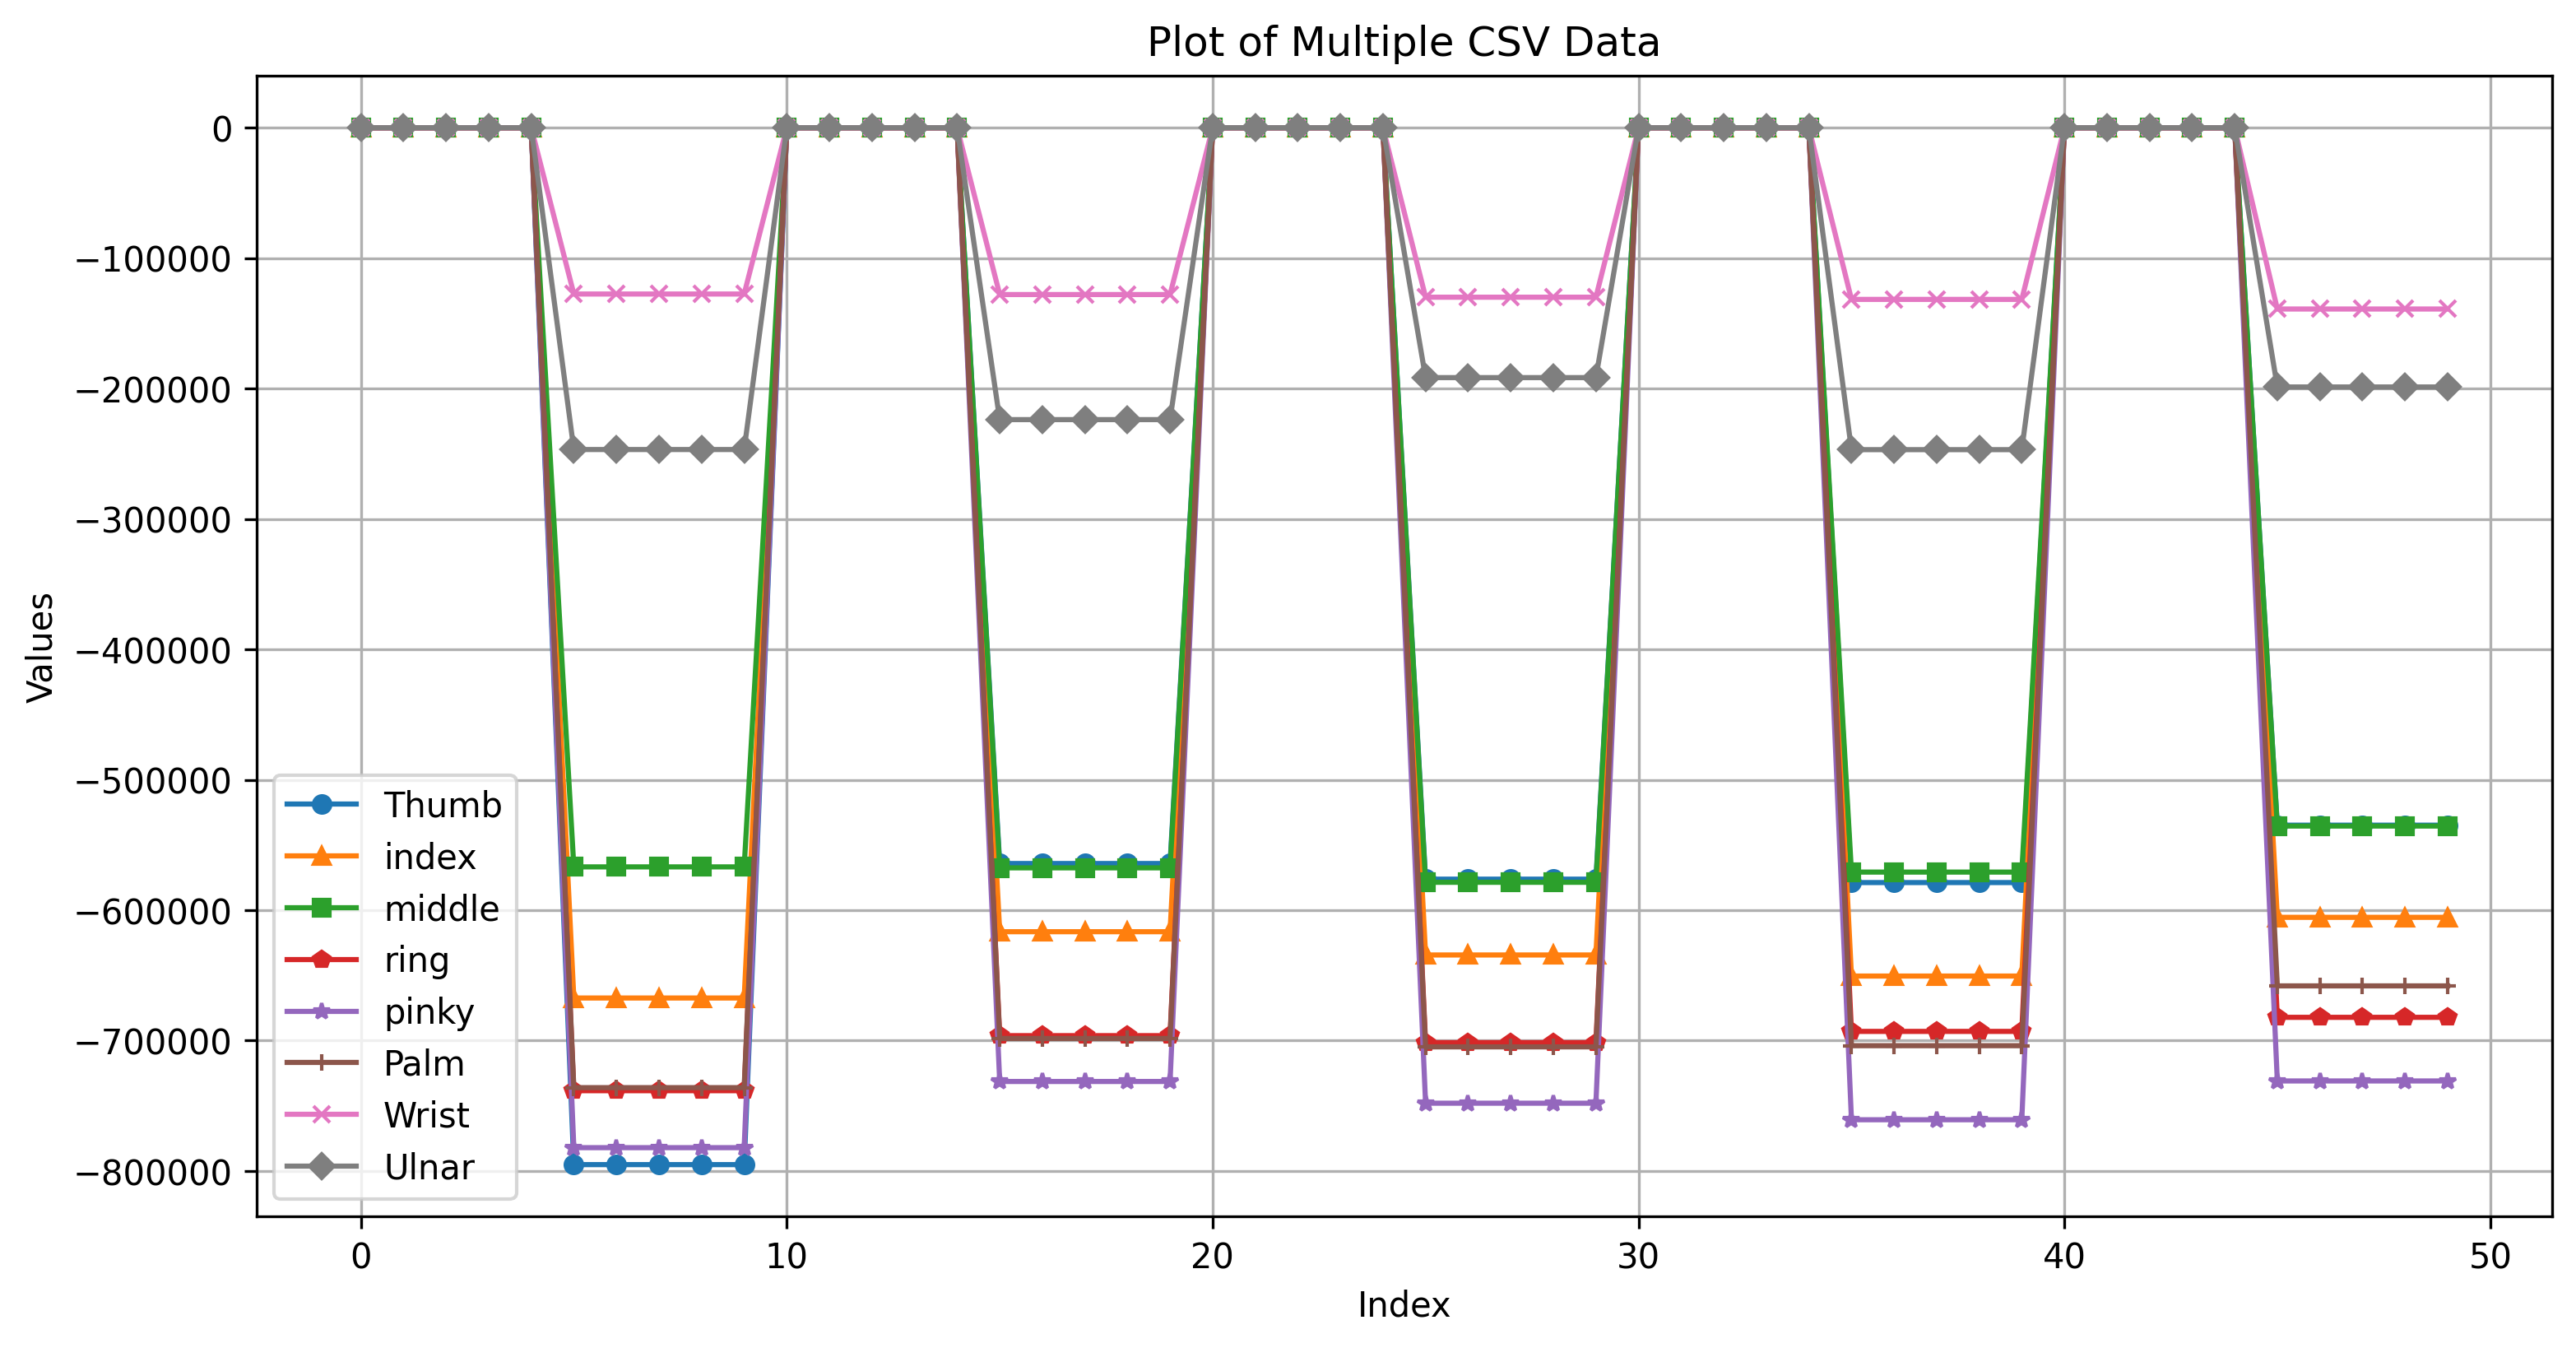 Plot of Multiple CSV Data
0
−100000
−200000
−300000
−400000
−500000
−600000
−700000
−800000
Values
Thumb
index
middle
ring
pinky
Palm
Wrist
Ulnar
0 10 20 30 40 50
Index